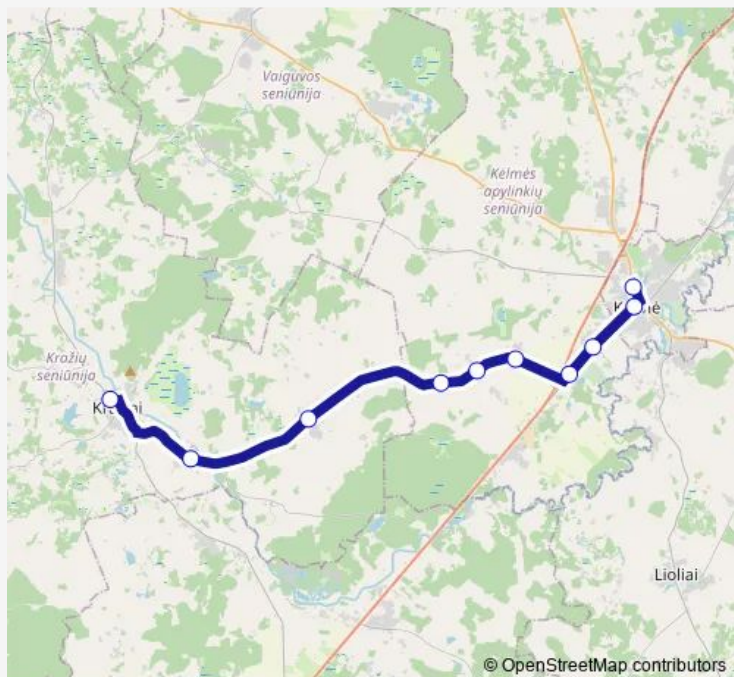 Vaiguvos
seniūnija
Kelmės
apylinkių
seniūnija
Kražių
seniūnija
Lioliai
© OpenStreetMap contributors